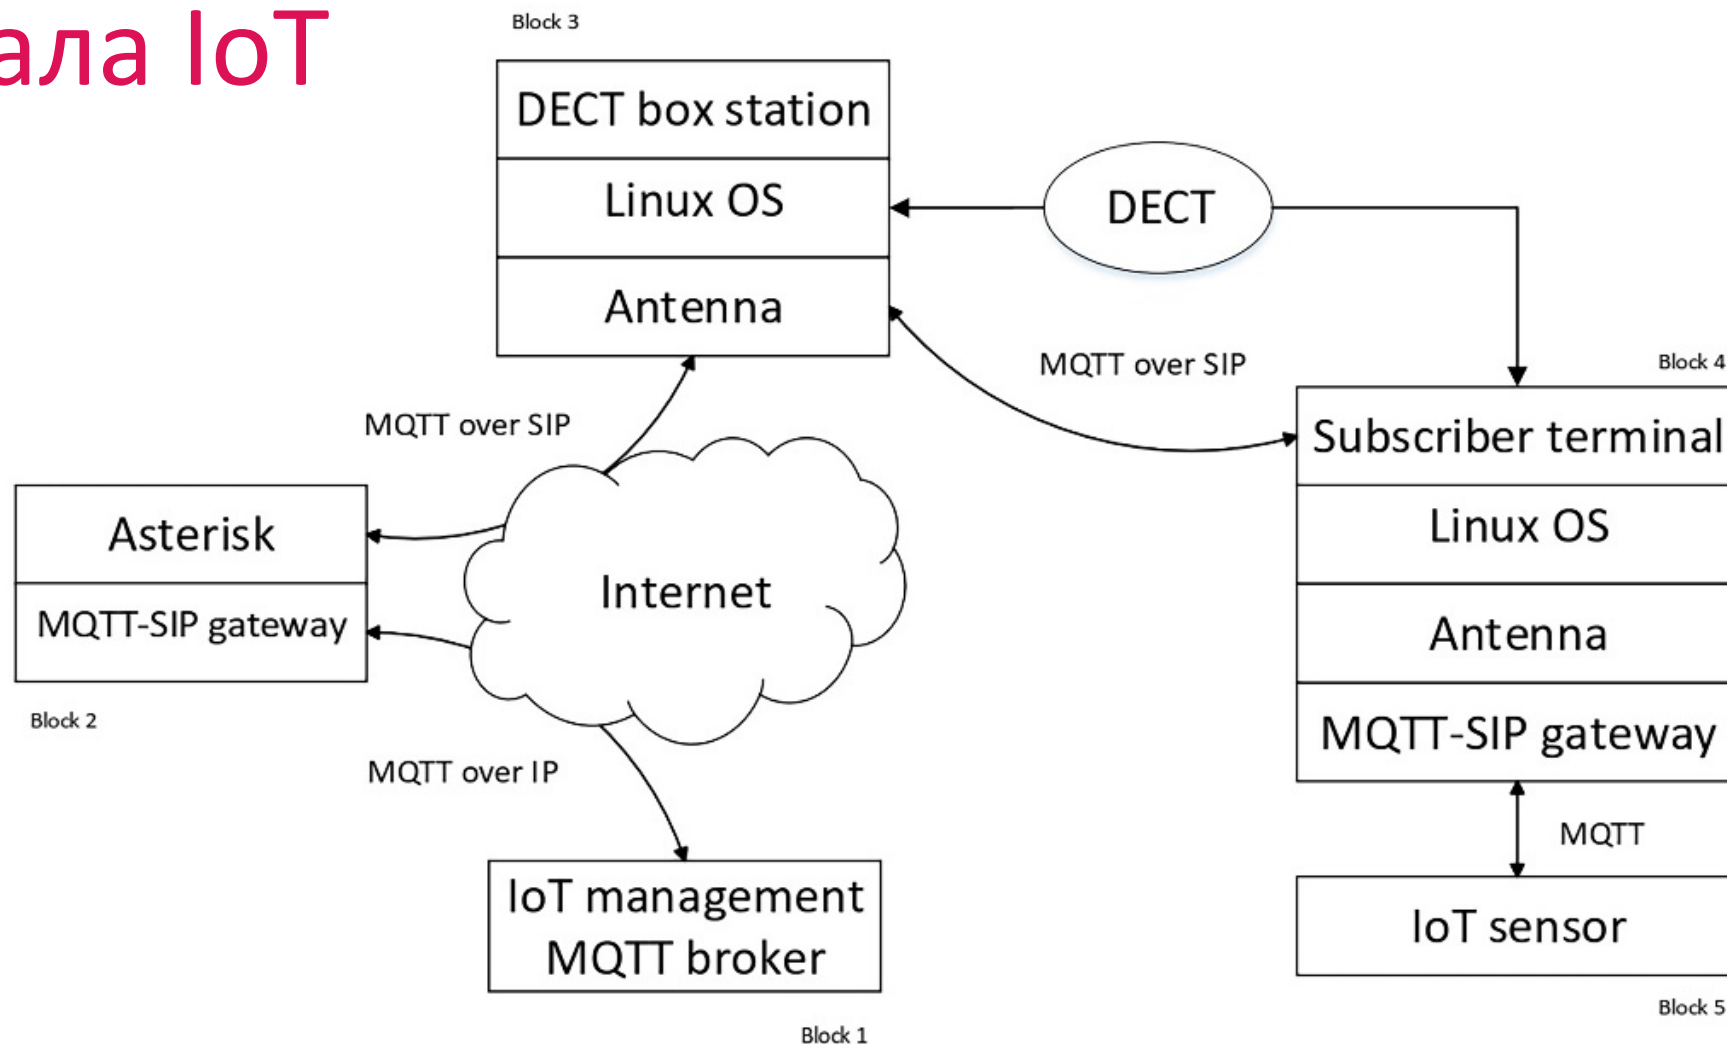 ала IoT
Block 3
DECT box station
Linux OS
Antenna
DECT
MQTT over SIP
Block 4
Subscriber terminal
Linux OS
Antenna
MQTT-SIP gateway
MQTT
IoT sensor
Block 5
MQTT over SIP
Asterisk
MQTT-SIP gateway
Block 2
Internet
MQTT over IP
IoT management
MQTT broker
Block 1